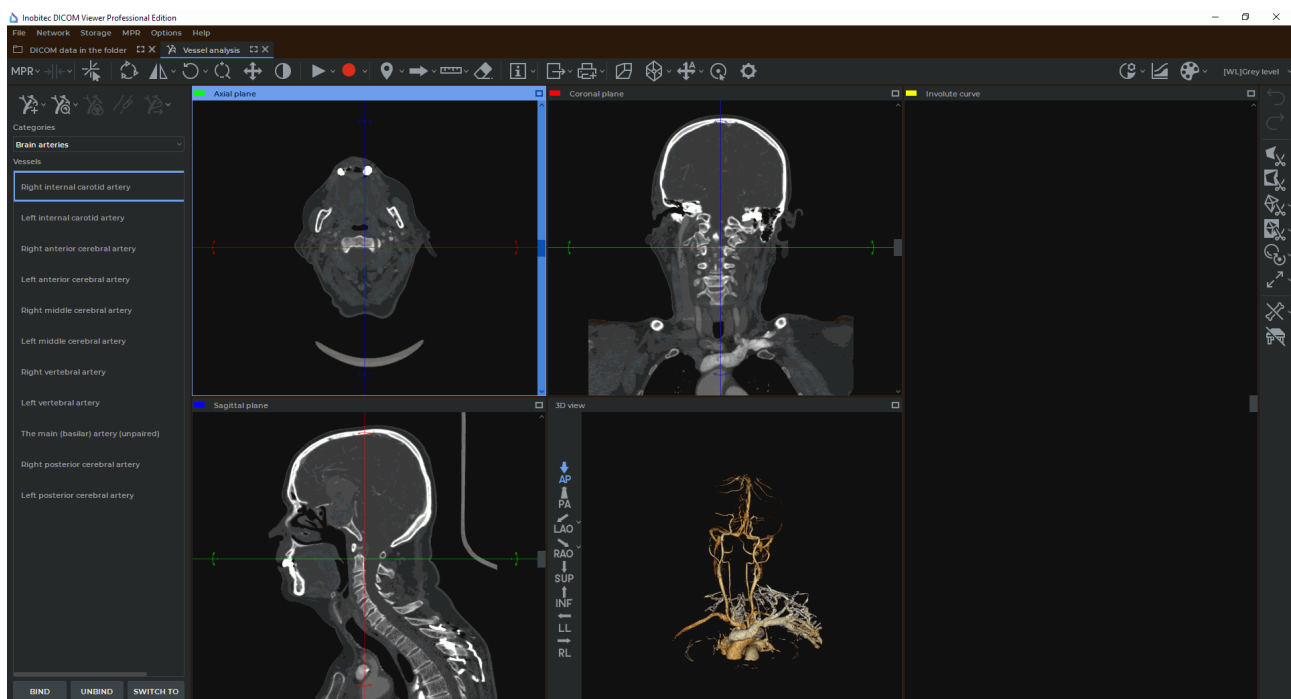 Inobitec DICOM Viewer Professional Edition
File Network Storage MPR Options Help
DICOM data in the folder Vessel analysis
MPR [WL]Grey level
Categories
Brain arteries
Vessels
Right internal carotid artery
Left internal carotid artery
Right anterior cerebral artery
Left anterior cerebral artery
Right middle cerebral artery
Left middle cerebral artery
Right vertebral artery
Left vertebral artery
The main (basilar) artery (unpaired)
Right posterior cerebral artery
Left posterior cerebral artery
BIND UNBIND SWITCH TO
Axial plane
Coronal plane
Involute curve
Sagittal plane
3D view
AP
PA
LAO
RAO
SUP
INF
LL
RL